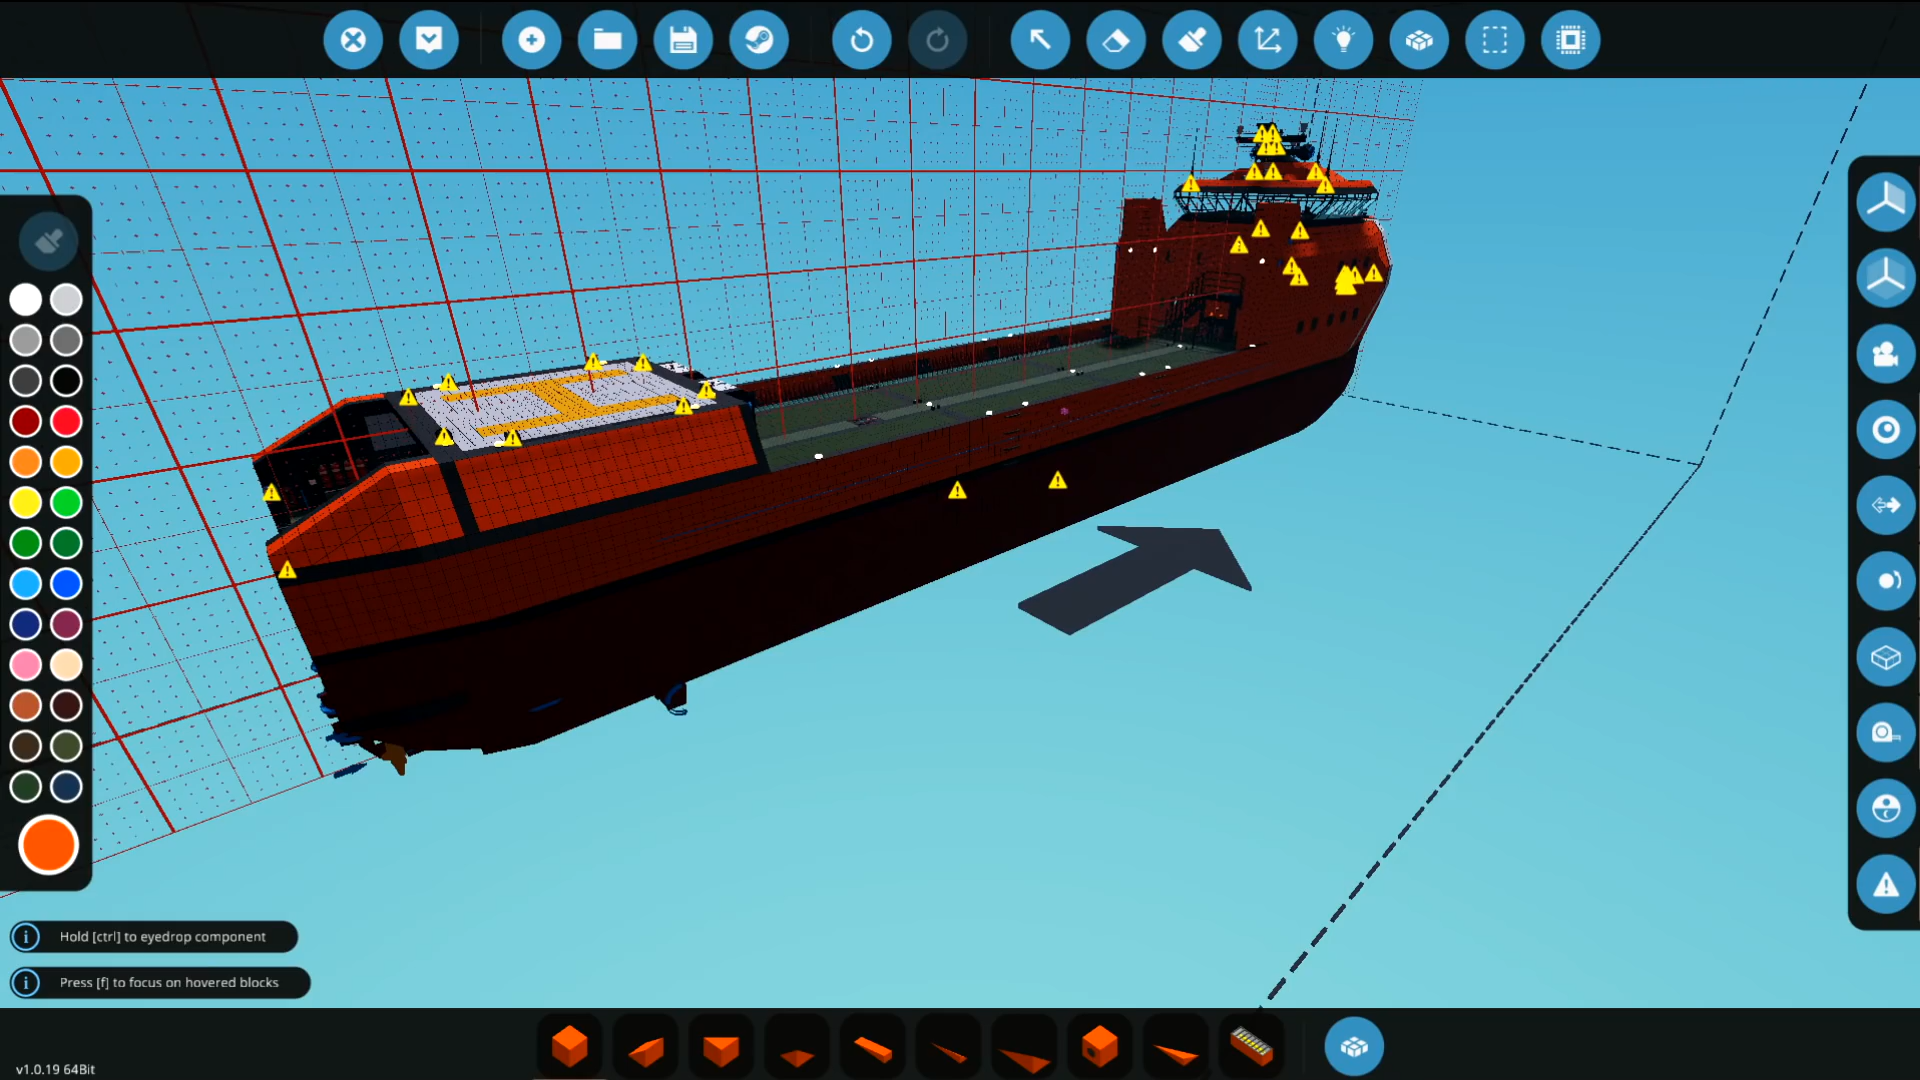 Hold [ctrl] to eyedrop component
Press [f] to focus on hovered blocks
v1.0.19 64Bit